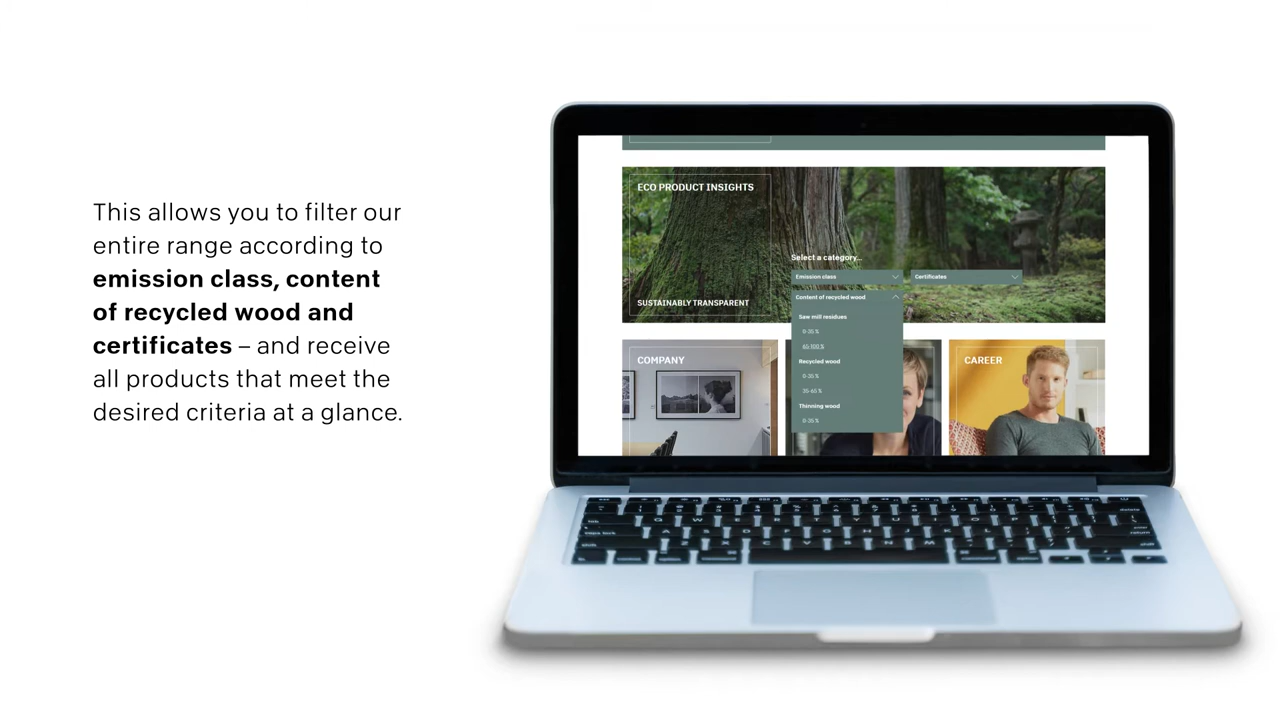 This allows you to filter our
entire range according to
emission class, content
of recycled wood and
certificates – and receive
all products that meet the
desired criteria at a glance.
ECO PRODUCT INSIGHTS
Select a category...
Emission class
Certificates
Content of recycled wood
SUSTAINABLY TRANSPARENT
Saw mill residues
0-35 %
65-100 %
Recycled wood
0-35 %
35-65 %
Thinning wood
0-35 %
COMPANY
CAREER